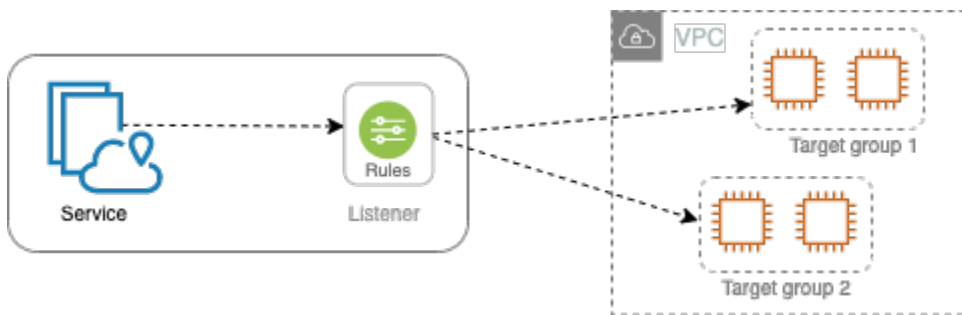 VPC
Target group 1
Rules
Service
Listener
Target group 2